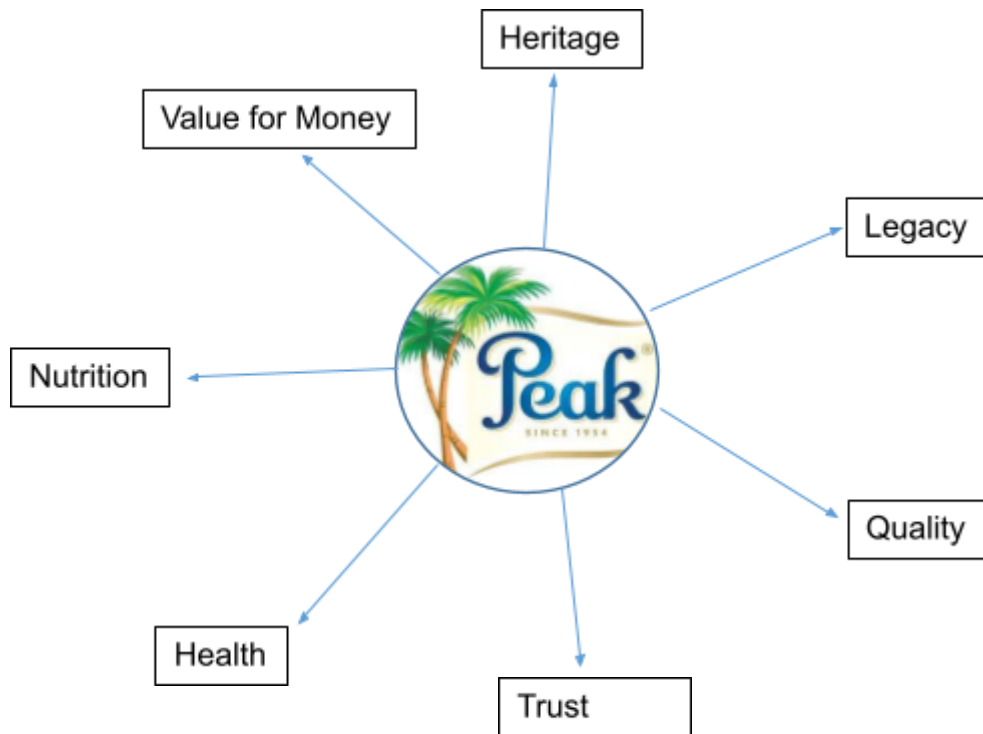 Heritage
Value for Money
Legacy
Peak®
SINCE 1954
Nutrition
Quality
Health
Trust